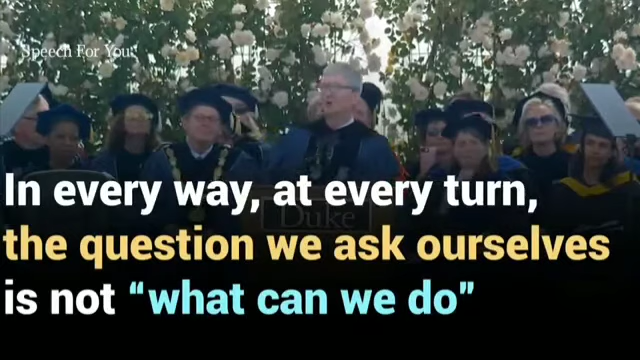 Speech For You
Duke
In every way, at every turn,
the question we ask ourselves
is not “what can we do”